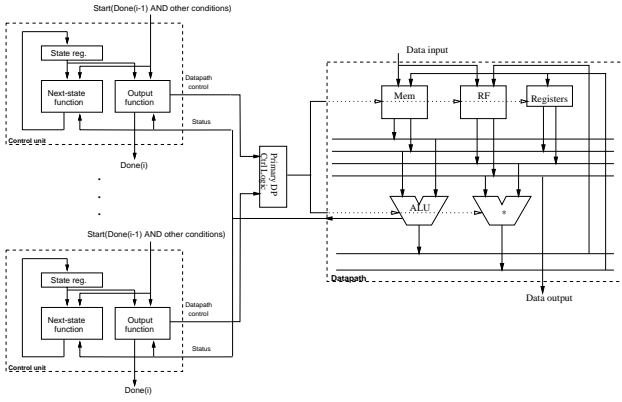 Start(Done(i-1) AND other conditions)
State reg.
Next-state
function
Output
function
Datapath
control
Status
Control unit
Done(i)
.
.
.
Primary DP
Ctrl Logic
Data input
Mem
RF
Registers
ALU
*
Datapath
Data output
Start(Done(i-1) AND other conditions)
State reg.
Next-state
function
Output
function
Datapath
control
Status
Control unit
Done(i)